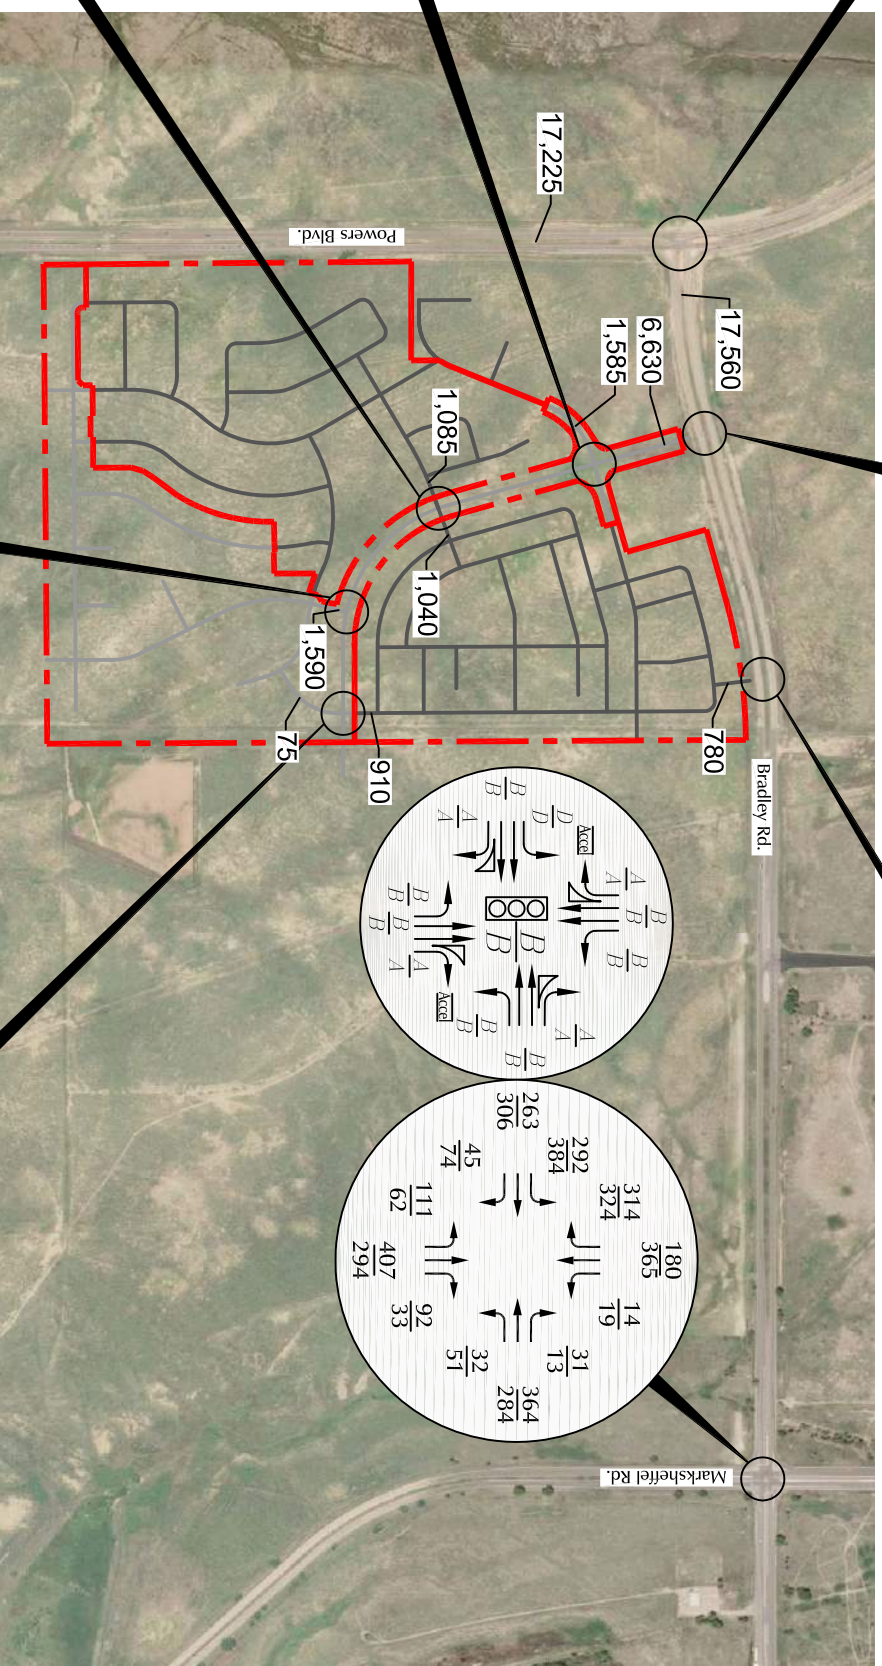 17,225
Powers Blvd.
17,560
6,630
1,585
1,085
1,040
1,590
75
910
780
Bradley Rd.
B
B
D
D
A
A
Accel
A
A
B
B
B
B
B
B
B
B
B
B
A
A
Accel
B
B
A
A
B
B
263
306
292
384
45
74
314
324
180
365
14
19
111
62
407
294
92
33
32
51
31
13
364
284
Marksheffel Rd.